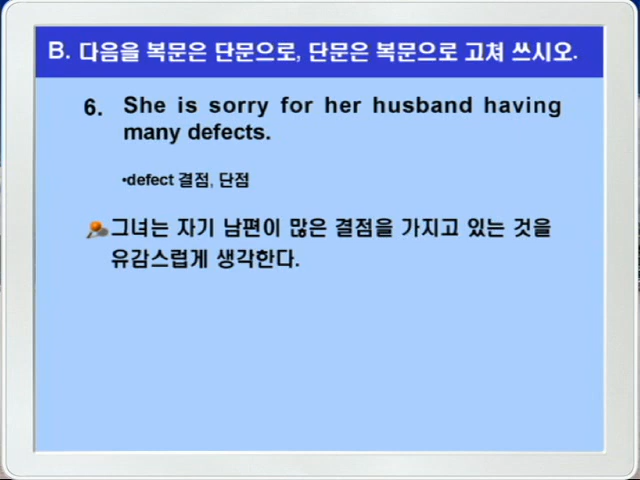 B. 다음을 복문은 단문으로, 단문은 복문으로 고쳐 쓰시오.
6. She is sorry for her husband having
many defects.
•defect 결점, 단점
그녀는 자기 남편이 많은 결점을 가지고 있는 것을
유감스럽게 생각한다.